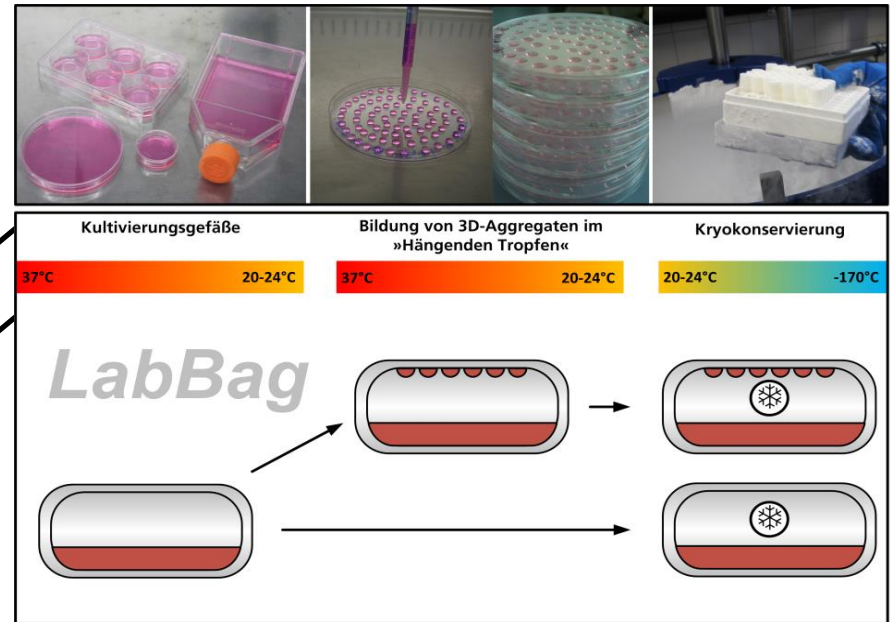 Kultivierungsgefäße
Bildung von 3D-Aggregaten im
»Hängenden Tropfen«
Kryokonservierung
37°C 20-24°C
37°C 20-24°C
20-24°C -170°C
LabBag